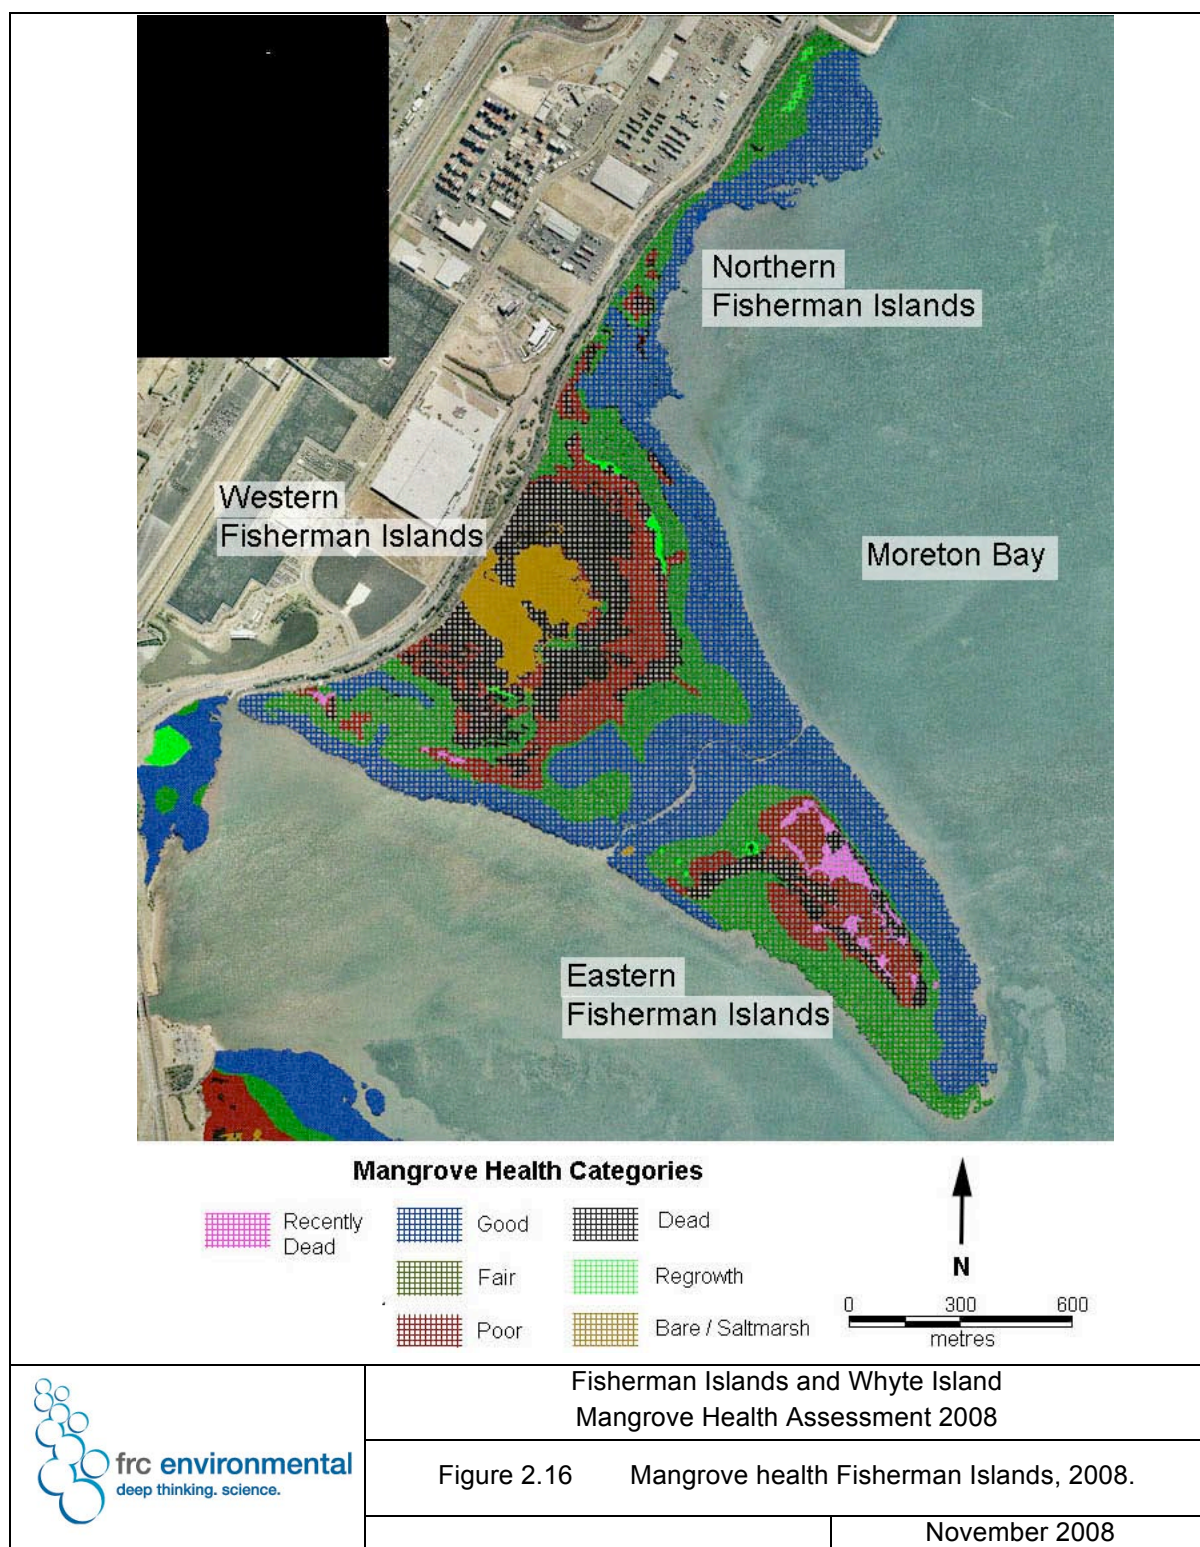 Northern
Fisherman Islands
Western
Fisherman Islands
Moreton Bay
Eastern
Fisherman Islands
Mangrove Health Categories
Recently
Dead
Good
Dead
Fair
Regrowth
Poor
Bare / Saltmarsh
N
0 300 600
metres
frc environmental
deep thinking. science.
Fisherman Islands and Whyte Island
Mangrove Health Assessment 2008
Figure 2.16 Mangrove health Fisherman Islands, 2008.
November 2008